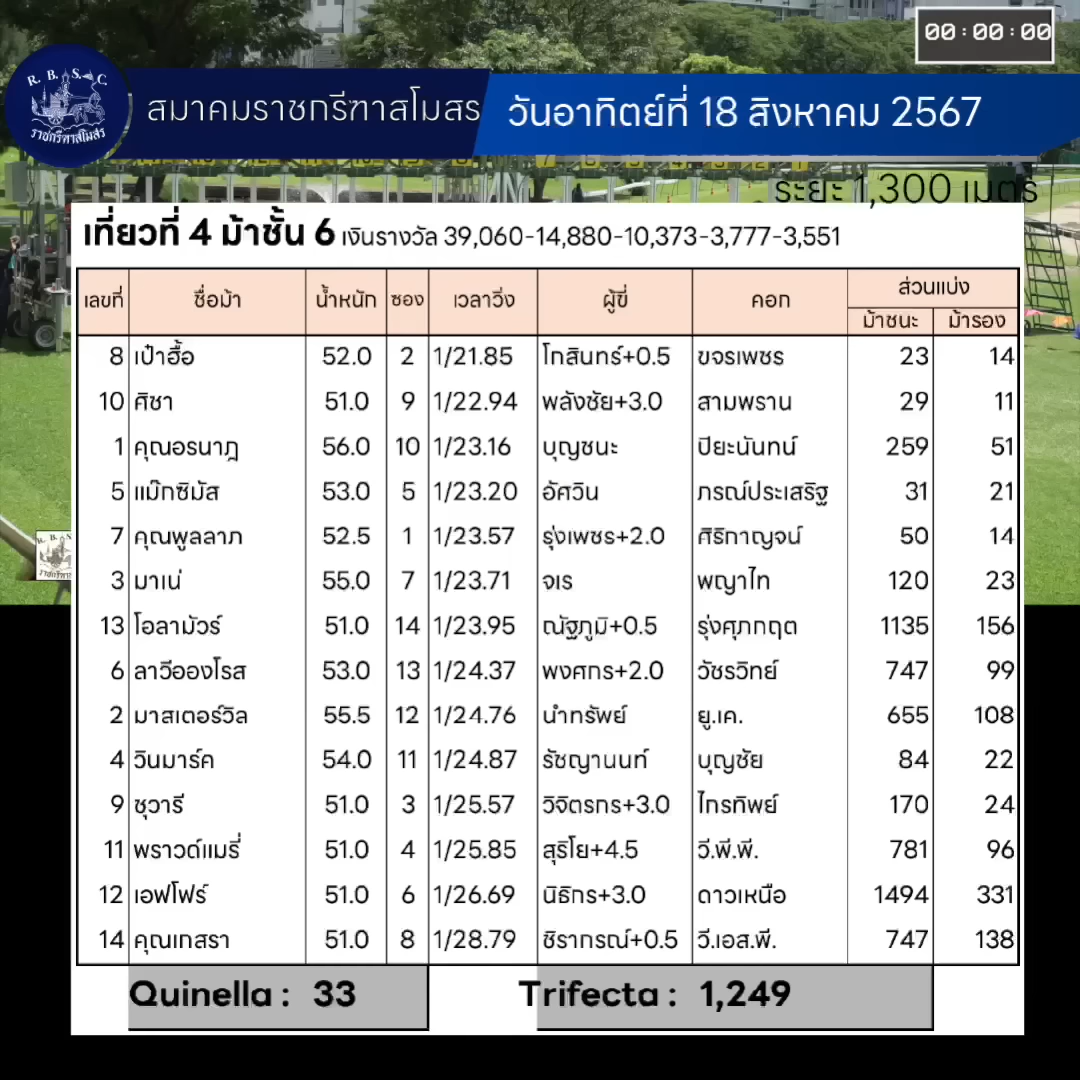 00:00:00
R. B. S. C.
ราชกรีฑาสโมสร
สมาคมราชกรีฑาสโมสร วันอาทิตย์ที่ 18 สิงหาคม 2567
ระยะ 1,300 เมตร
เที่ยวที่ 4 ม้าชั้น 6 เงินรางวัล 39,060-14,880-10,373-3,777-3,551
เลขที่ ชื่อม้า น้ำหนัก ซอง เวลาวิ่ง ผู้ขี่ คอก ส่วนแบ่ง
ม้าชนะ ม้ารอง
8 เป๋าฮื้อ 52.0 2 1/21.85 โกสินทร์+0.5 ขจรเพชร 23 14
10 ศิชา 51.0 9 1/22.94 พลังชัย+3.0 สามพราน 29 11
1 คุณอรนาฎ 56.0 10 1/23.16 บุญชนะ ปิยะนันทน์ 259 51
5 แม๊กซิมัส 53.0 5 1/23.20 อัศวิน ภรณ์ประเสริฐ 31 21
7 คุณพูลลาภ 52.5 1 1/23.57 รุ่งเพชร+2.0 ศิริกาญจน์ 50 14
3 มาเน่ 55.0 7 1/23.71 จเร พญาไท 120 23
13 โอลามัวร์ 51.0 14 1/23.95 ณัฐภูมิ+0.5 รุ่งศุภกฤต 1135 156
6 ลาวีอองโรส 53.0 13 1/24.37 พงศกร+2.0 วัชรวิทย์ 747 99
2 มาสเตอร์วิล 55.5 12 1/24.76 นำทรัพย์ ยู.เค. 655 108
4 วินมาร์ค 54.0 11 1/24.87 รัชญานนท์ บุญชัย 84 22
9 ชุวารี 51.0 3 1/25.57 วิจิตรกร+3.0 ไกรทิพย์ 170 24
11 พราวด์แมรี่ 51.0 4 1/25.85 สุริโย+4.5 วี.พี.พี. 781 96
12 เอฟโฟร์ 51.0 6 1/26.69 นิธิกร+3.0 ดาวเหนือ 1494 331
14 คุณเกสรา 51.0 8 1/28.79 ชิรากรณ์+0.5 วี.เอส.พี. 747 138
Quinella : 33 Trifecta : 1,249